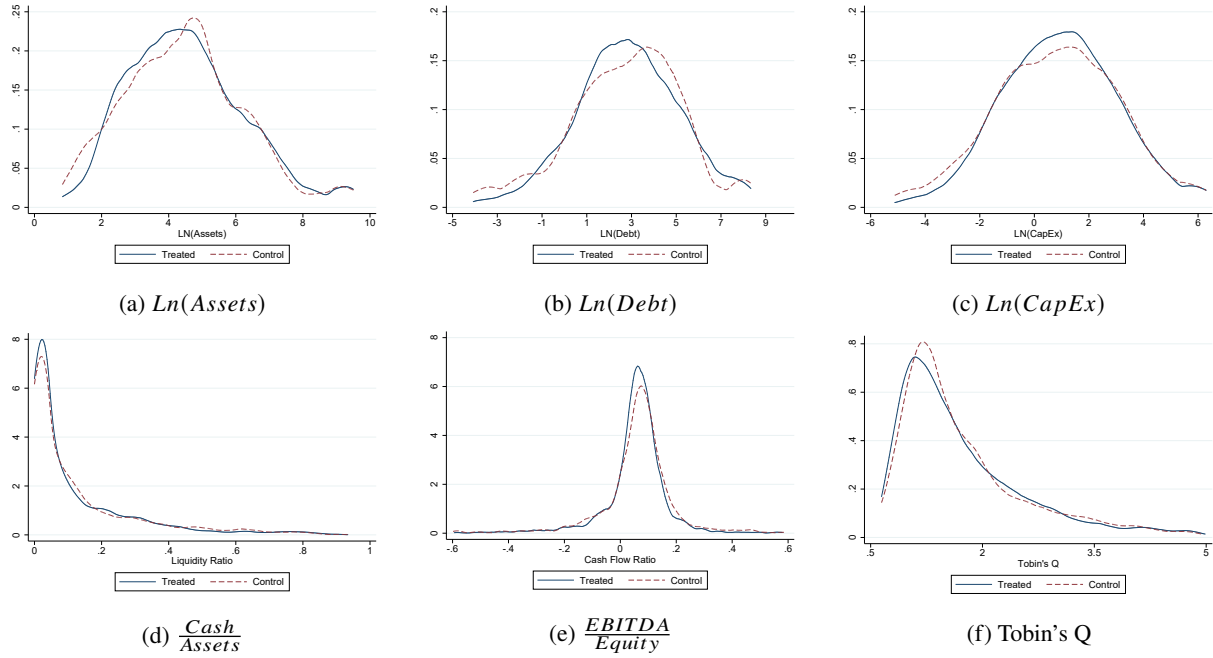 .25
.2
.15
.1
.05
0
0 2 4 6 8 10
LN(Assets)
Treated Control
(a) Ln(Assets)
.2
.15
.1
.05
0
-5 -3 -1 1 3 5 7 9
LN(Debt)
Treated Control
(b) Ln(Debt)
.2
.15
.1
.05
0
-6 -4 -2 0 2 4 6
LN(CapEx)
Treated Control
(c) Ln(CapEx)
8
6
4
2
0
0 .2 .4 .6 .8 1
Liquidity Ratio
Treated Control
(d) Cash/Assets
8
6
4
2
0
-.6 -.4 -.2 0 .2 .4 .6
Cash Flow Ratio
Treated Control
(e) EBITDA/Equity
.8
.6
.4
.2
0
.5 2 3.5 5
Tobin's Q
Treated Control
(f) Tobin's Q